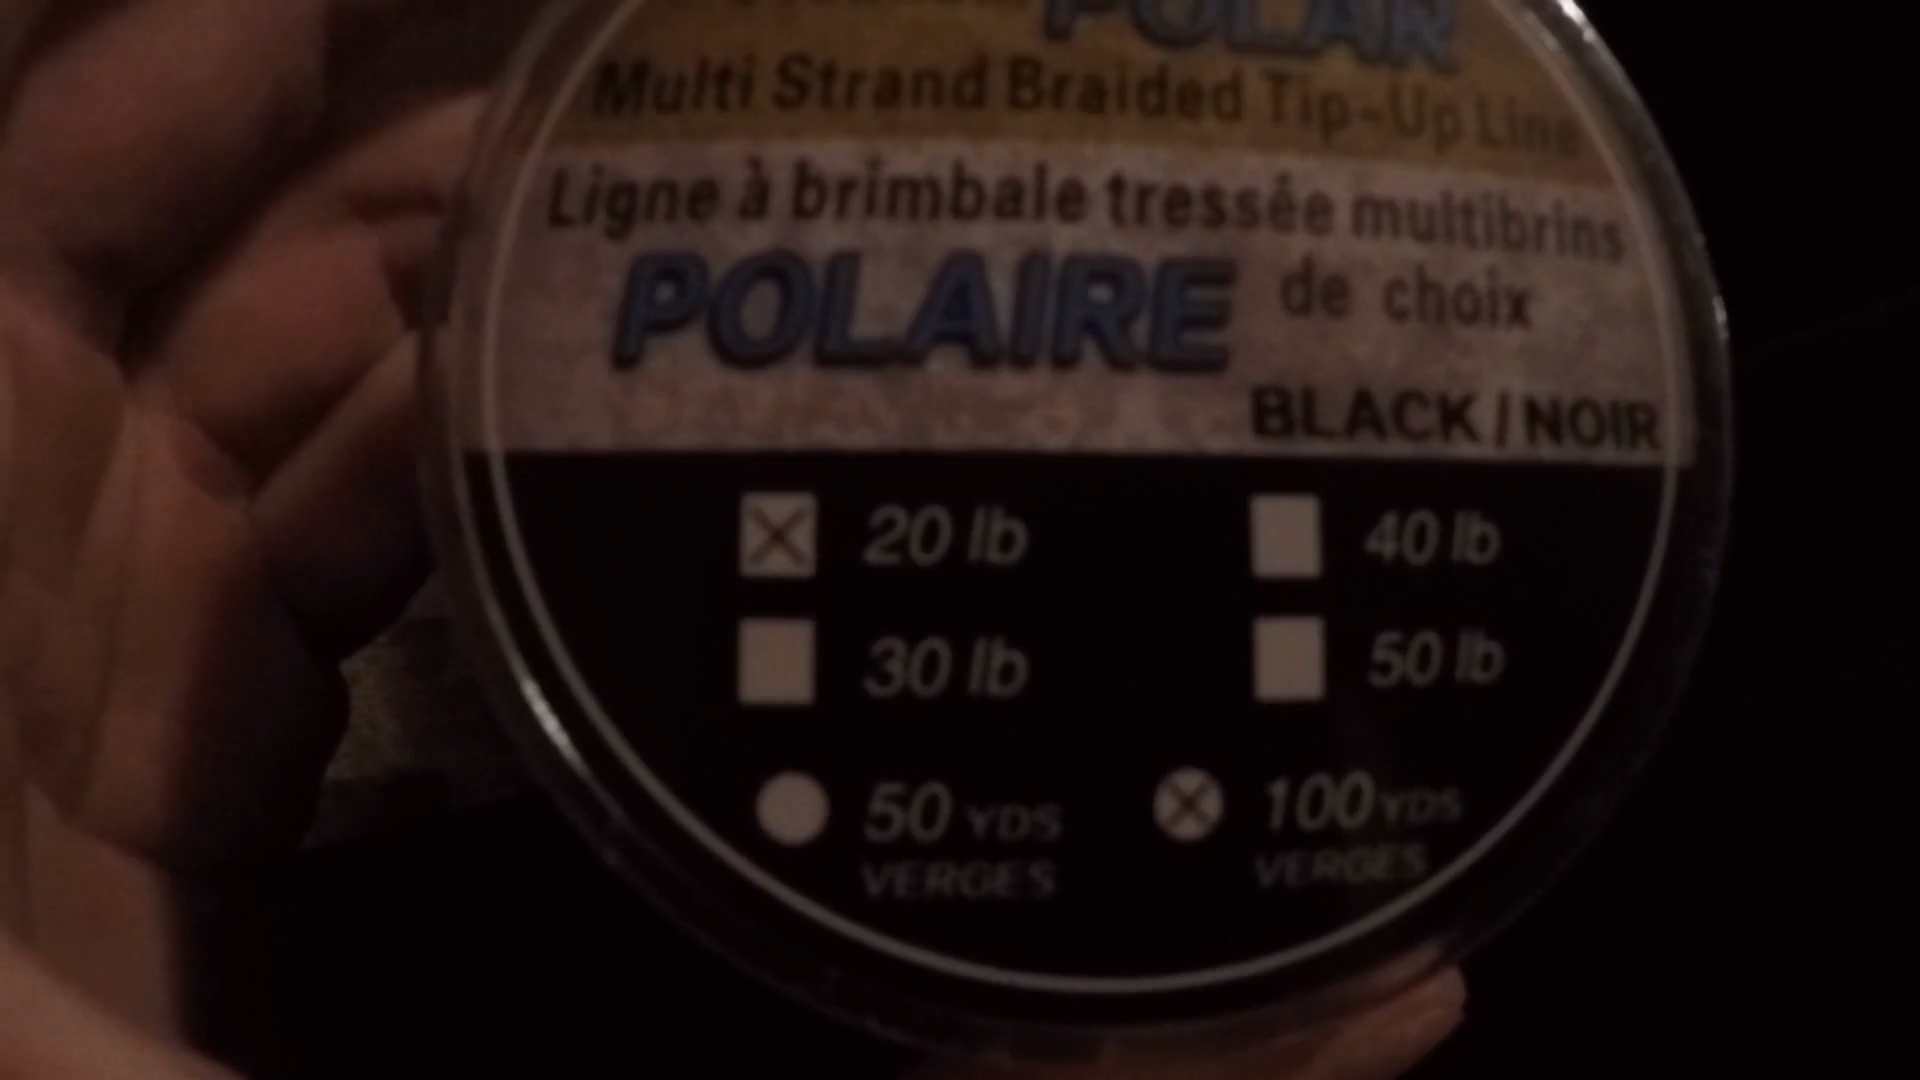 POLAR
Multi Strand Braided Tip-Up Line
Ligne à brimbale tressée multibrins
POLAIRE de choix
BLACK / NOIR
20 lb 40 lb
30 lb 50 lb
50 YDS 100 YDS
VERGES VERGES